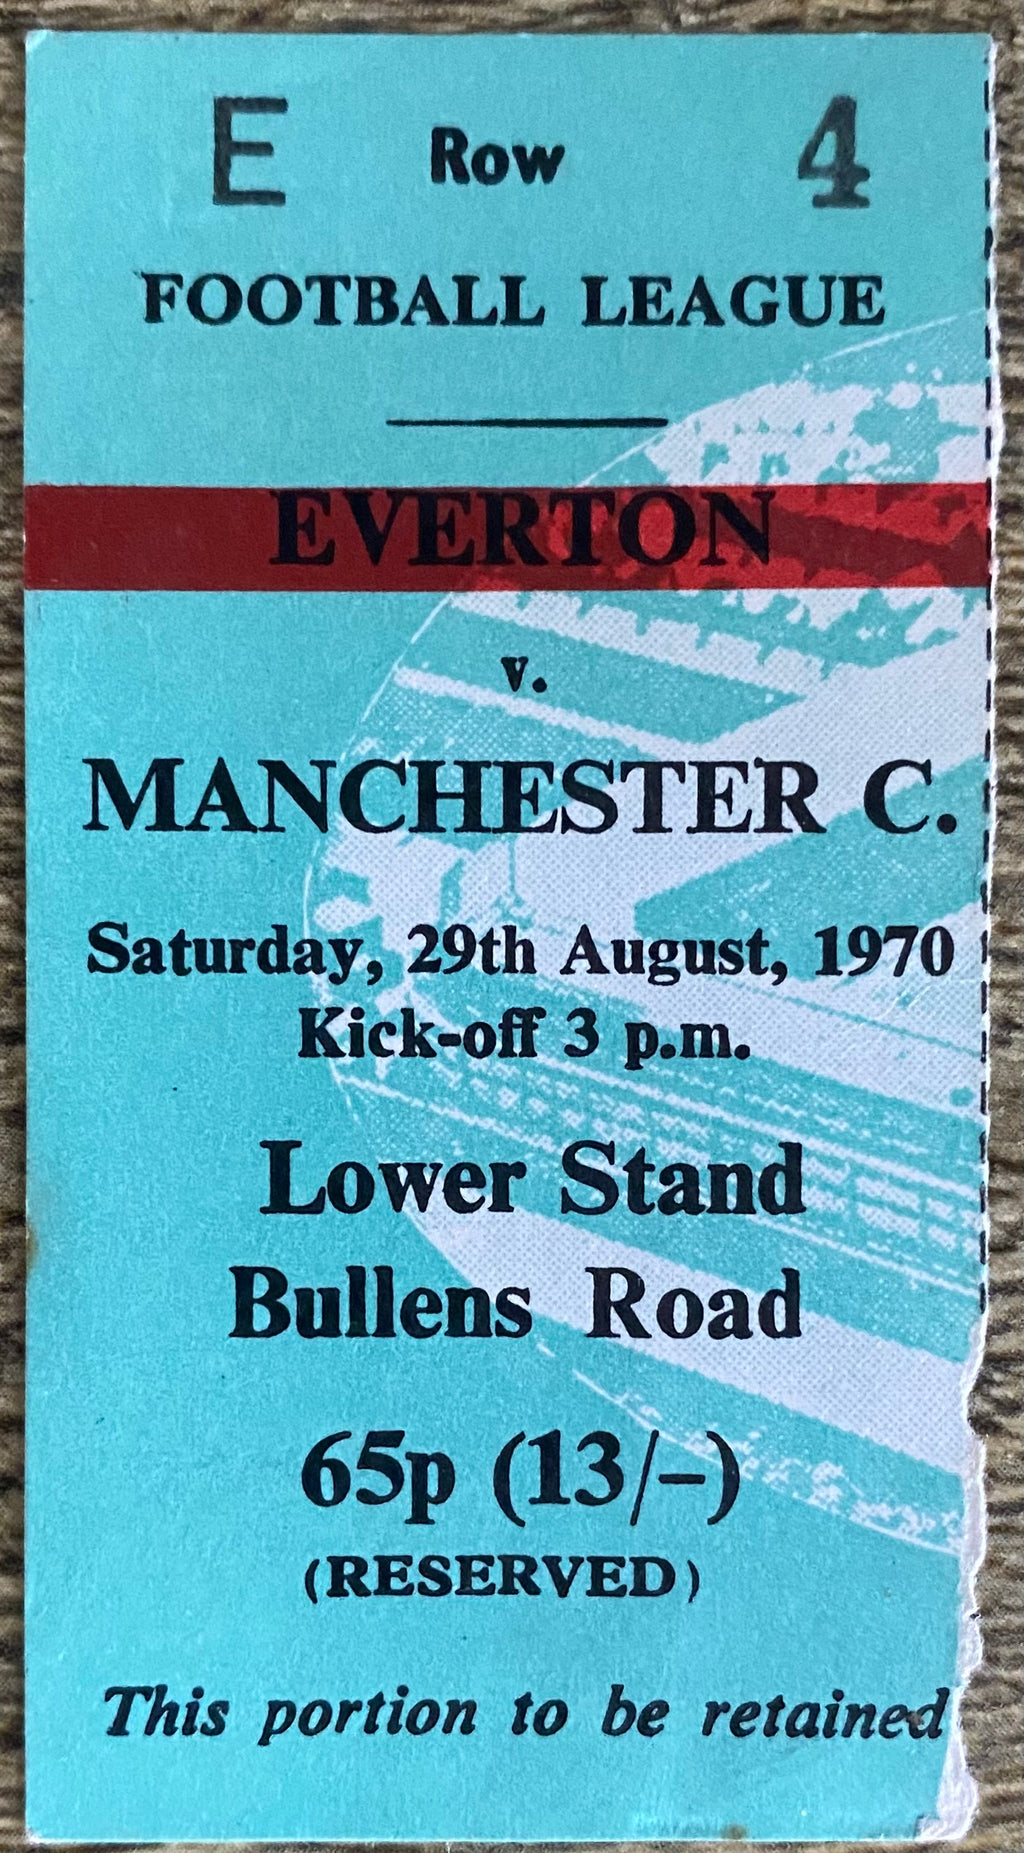 E Row 4
FOOTBALL LEAGUE
EVERTON
v.
MANCHESTER C.
Saturday, 29th August, 1970
Kick-off 3 p.m.
Lower Stand
Bullens Road
65p (13/–)
(RESERVED)
This portion to be retained